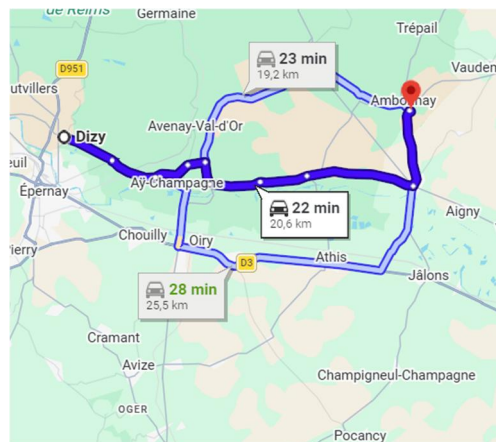 de Reims
Germaine
Trépail
23 min
19,2 km
D951
Vauden
utvillers
Ambonnay
Avenay-Val-d'Or
Dizy
euil
Aÿ-Champagne
Épernay
22 min
20,6 km
Aigny
Chouilly
Oiry
Pierry
Athis
D3
Jâlons
28 min
25,5 km
Cramant
Avize
Champigneul-Champagne
OGER
Pocancy